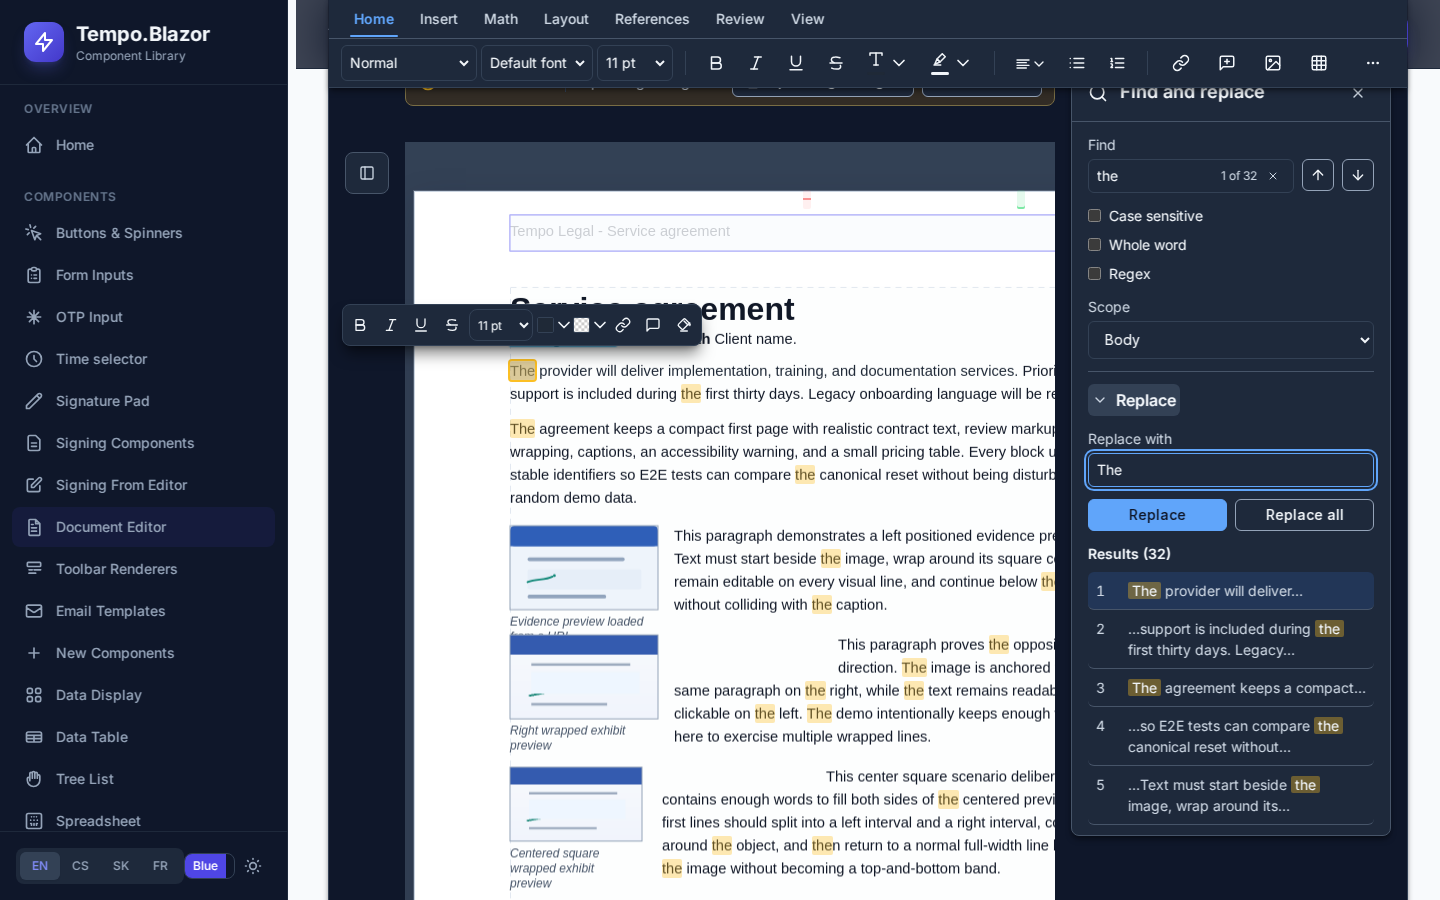 Tempo.Blazor
Component Library
OVERVIEW
Home
COMPONENTS
Buttons & Spinners
Form Inputs
OTP Input
Time selector
Signature Pad
Signing Components
Signing From Editor
Document Editor
Toolbar Renderers
Email Templates
New Components
Data Display
Data Table
Tree List
Spreadsheet
EN CS SK FR Blue
Home Insert Math Layout References Review View
Normal Default font 11 pt
Tempo Legal - Service agreement
Service agreement
11 pt
Client name.
The provider will deliver implementation, training, and documentation services.
support is included during the first thirty days. Legacy onboarding language will be
The agreement keeps a compact first page with realistic contract text, review
wrapping, captions, an accessibility warning, and a small pricing table. Every block
stable identifiers so E2E tests can compare the canonical reset without being
random demo data.
This paragraph demonstrates a left positioned evidence
Text must start beside the image, wrap around its square
remain editable on every visual line, and continue below
without colliding with the caption.
Evidence preview loaded
This paragraph proves the
direction. The image is anchored
same paragraph on the right, while the text remains
clickable on the left. The demo intentionally keeps enough
here to exercise multiple wrapped lines.
Right wrapped exhibit
preview
This center square scenario
contains enough words to fill both sides of the centered
first lines should split into a left interval and a right interval,
around the object, and then return to a normal full-width line
the image without becoming a top-and-bottom band.
Centered square
wrapped exhibit
preview
Find and replace
Find
the 1 of 32
Case sensitive
Whole word
Regex
Scope
Body
Replace
Replace with
The
Replace Replace all
Results (32)
1 The provider will deliver...
2 ...support is included during the
first thirty days. Legacy...
3 The agreement keeps a compact...
4 ...so E2E tests can compare the
canonical reset without...
5 ...Text must start beside the
image, wrap around its...